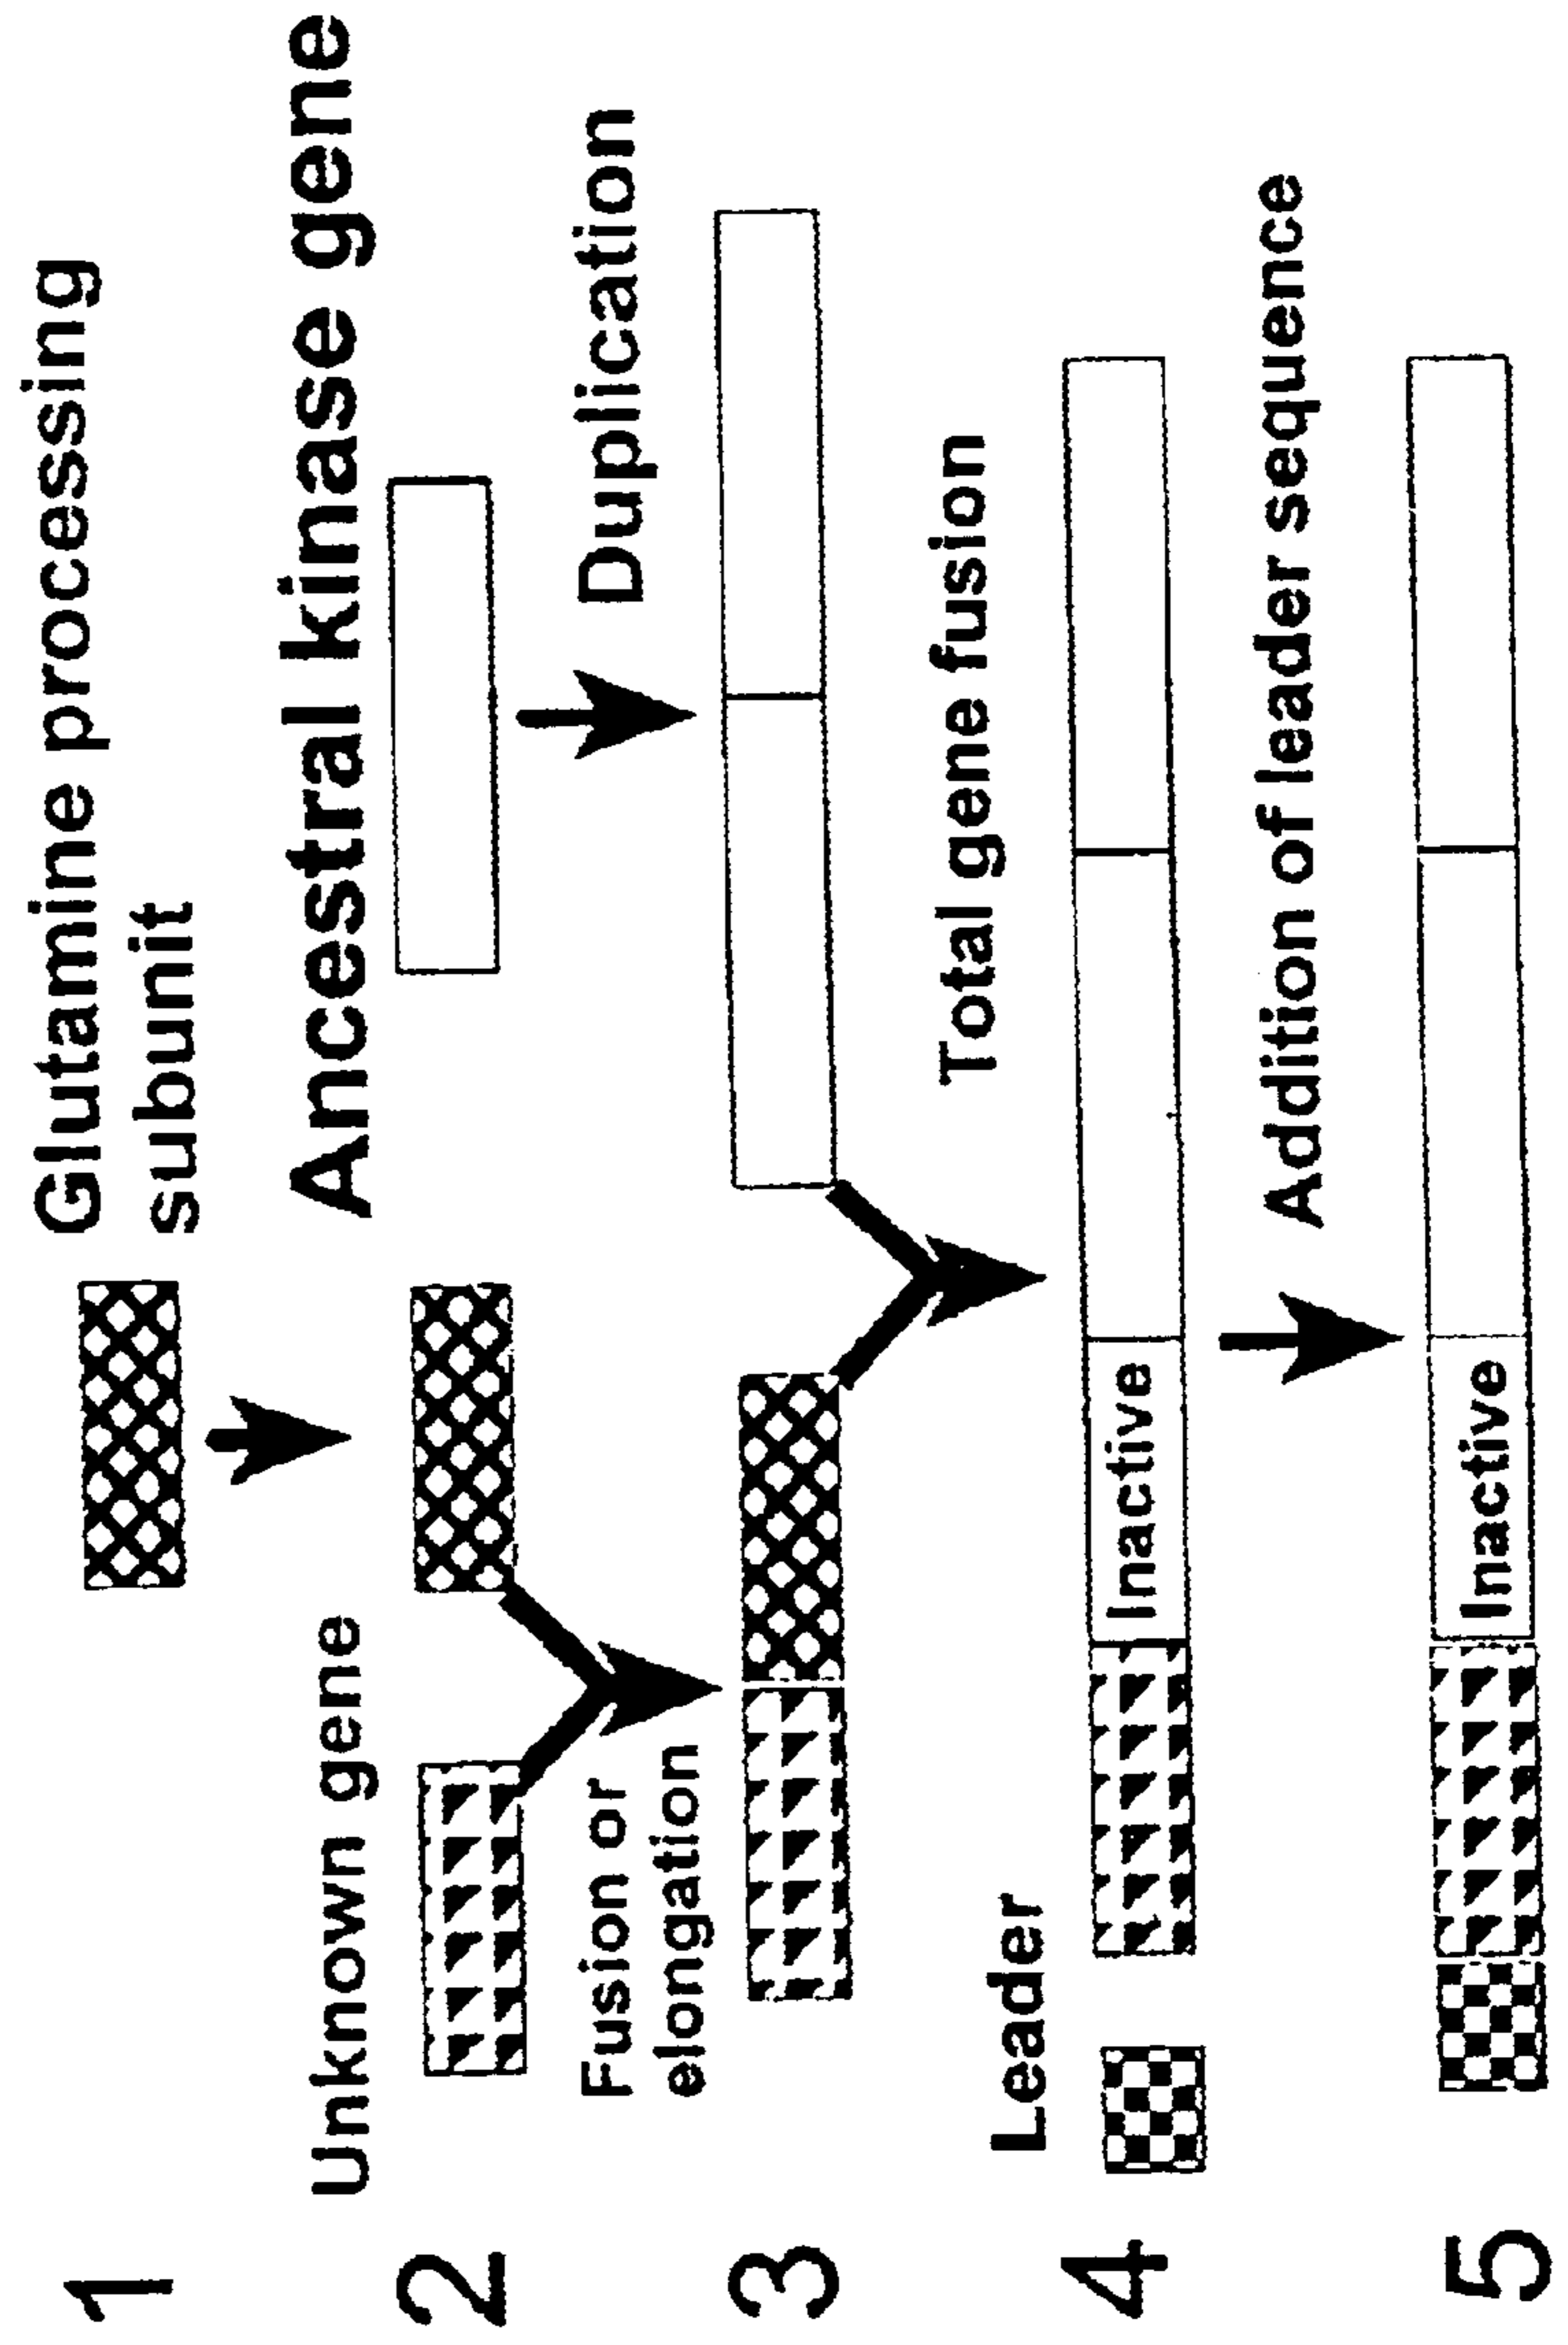 1
Glutamine processing
subunit
Unknown gene
Ancestral kinase gene
2
Fusion or
elongation
Duplication
3
Leader
Total gene fusion
4
Inactive
Addition of leader sequence
5
Inactive